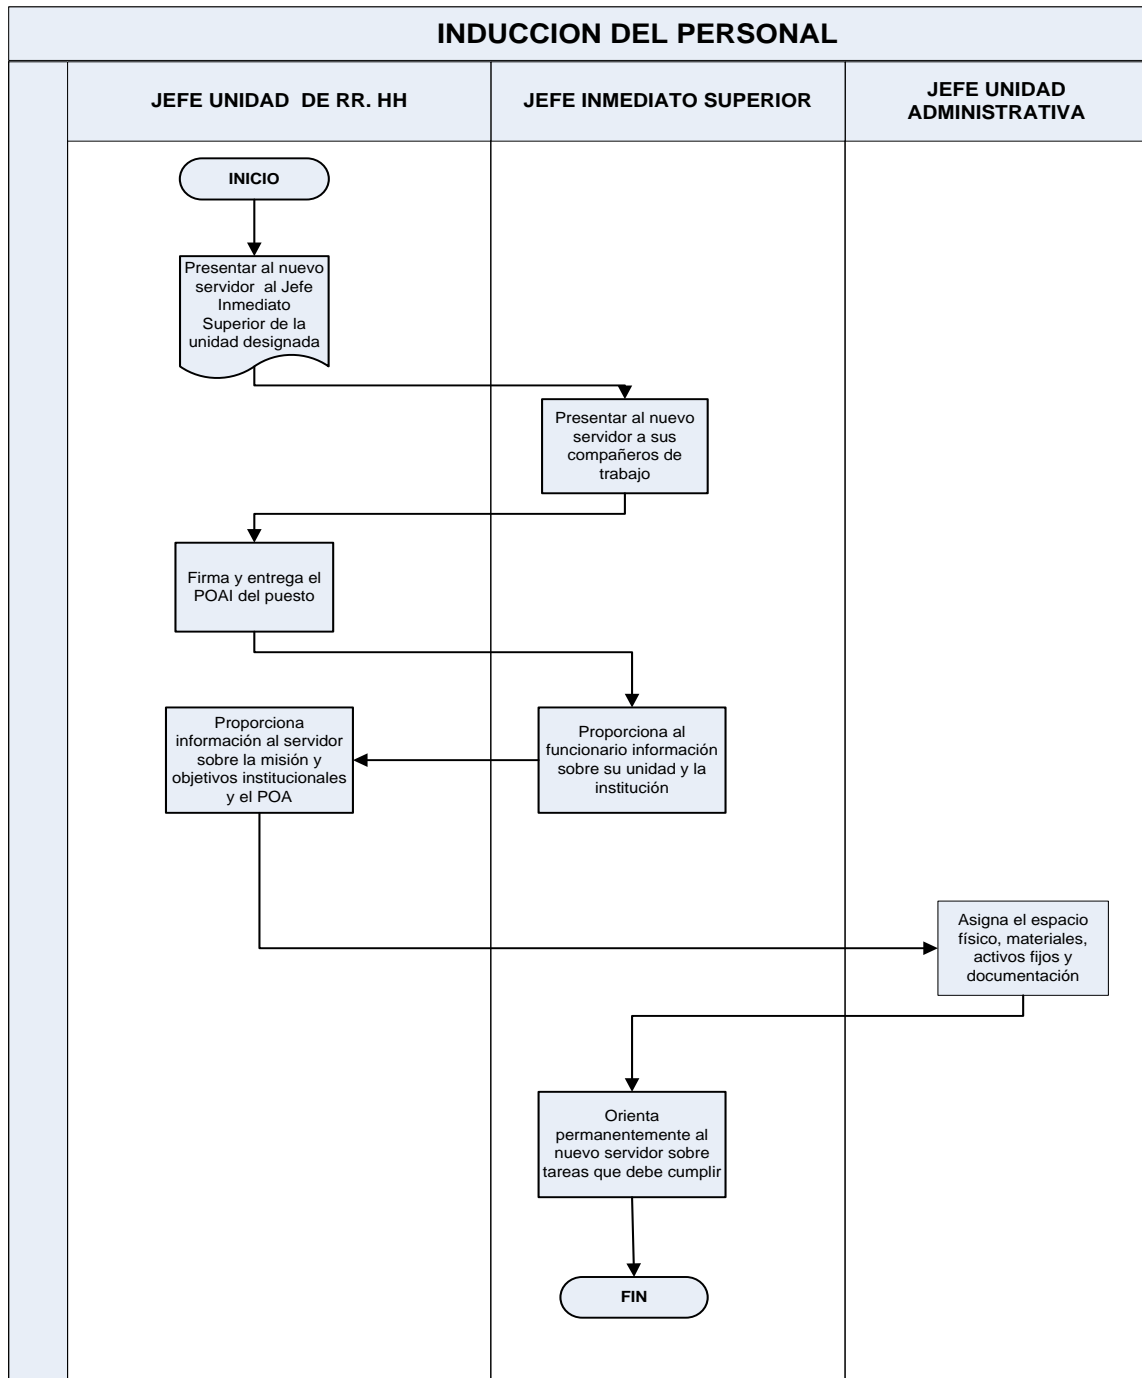 INDUCCION DEL PERSONAL
JEFE UNIDAD DE RR. HH
JEFE INMEDIATO SUPERIOR
JEFE UNIDAD
ADMINISTRATIVA
INICIO
Presentar al nuevo
servidor al Jefe
Inmediato
Superior de la
unidad designada
Presentar al nuevo
servidor a sus
compañeros de
trabajo
Firma y entrega el
POAI del puesto
Proporciona al
funcionario información
sobre su unidad y la
institución
Proporciona
información al servidor
sobre la misión y
objetivos institucionales
y el POA
Asigna el espacio
físico, materiales,
activos fijos y
documentación
Orienta
permanentemente al
nuevo servidor sobre
tareas que debe cumplir
FIN